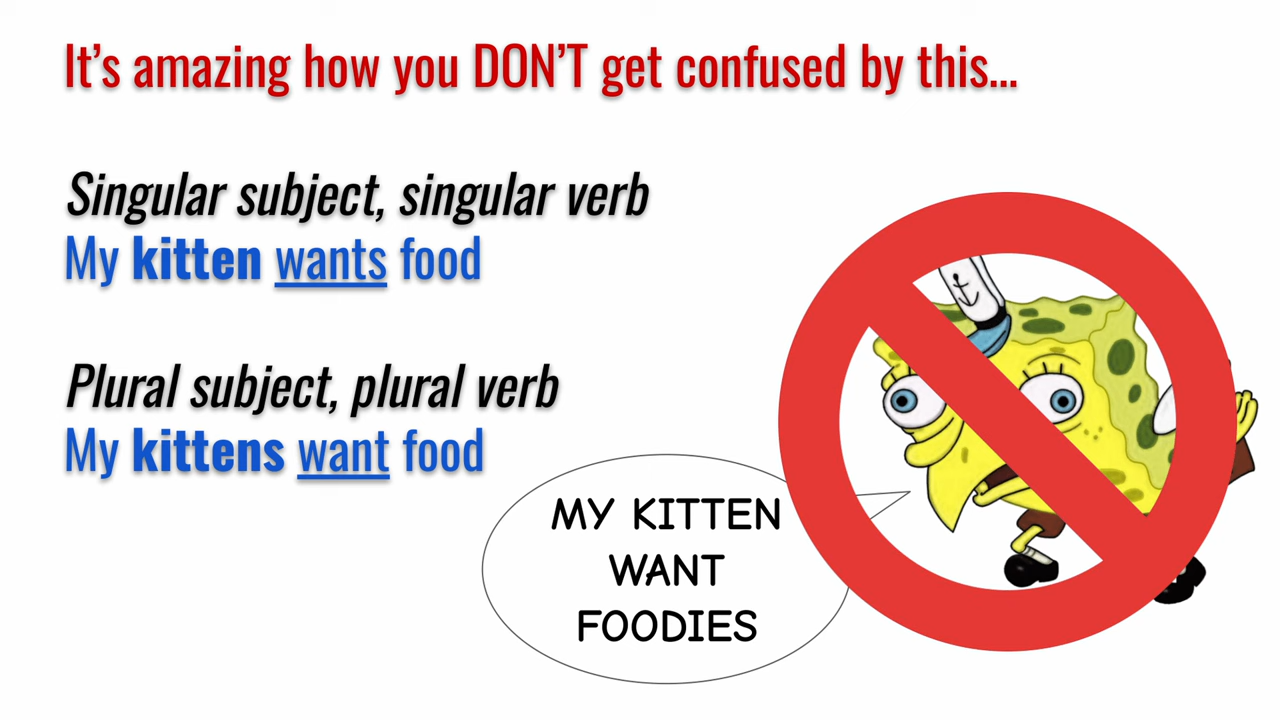 It’s amazing how you DON’T get confused by this...
Singular subject, singular verb
My kitten wants food
Plural subject, plural verb
My kittens want food
MY KITTEN
WANT
FOODIES